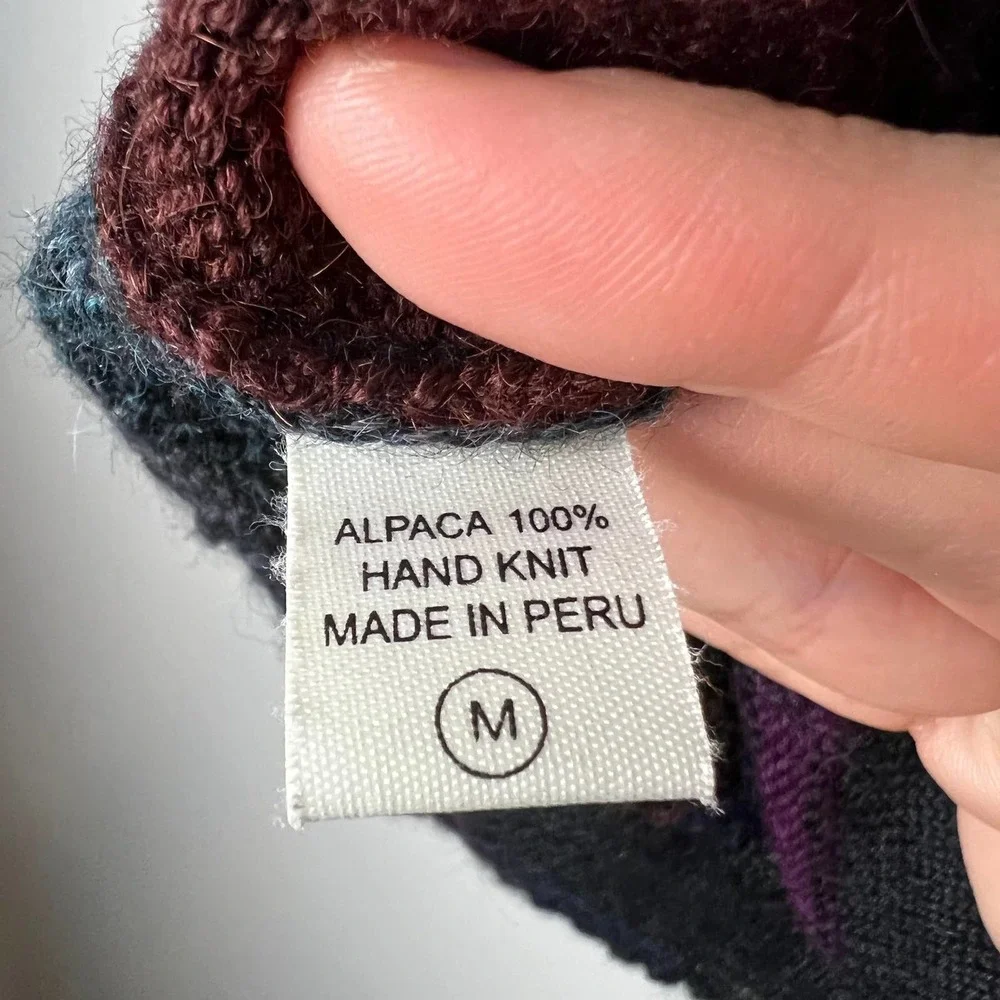 ALPACA 100%
HAND KNIT
MADE IN PERU
M